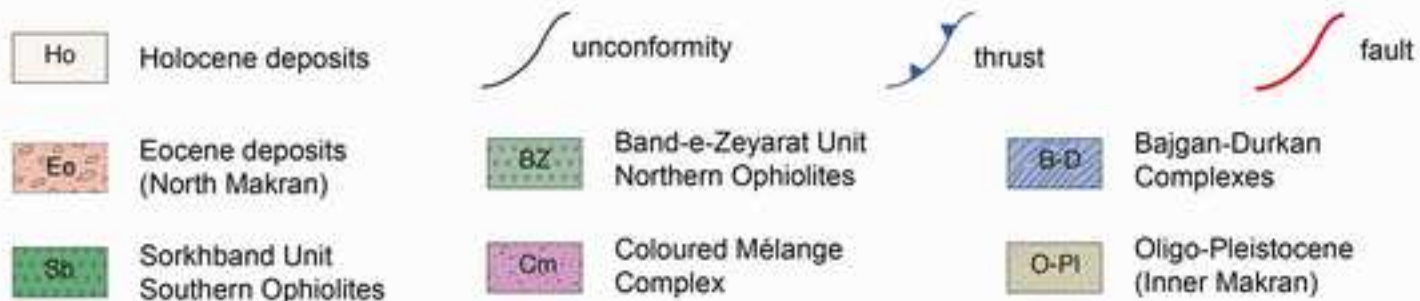 Ho Holocene deposits
unconformity
thrust
fault
Eo Eocene deposits
(North Makran)
BZ Band-e-Zeyarat Unit
Northern Ophiolites
B-D Bajgan-Durkan
Complexes
Sb Sorkhband Unit
Southern Ophiolites
Cm Coloured Mélange
Complex
O-Pl Oligo-Pleistocene
(Inner Makran)